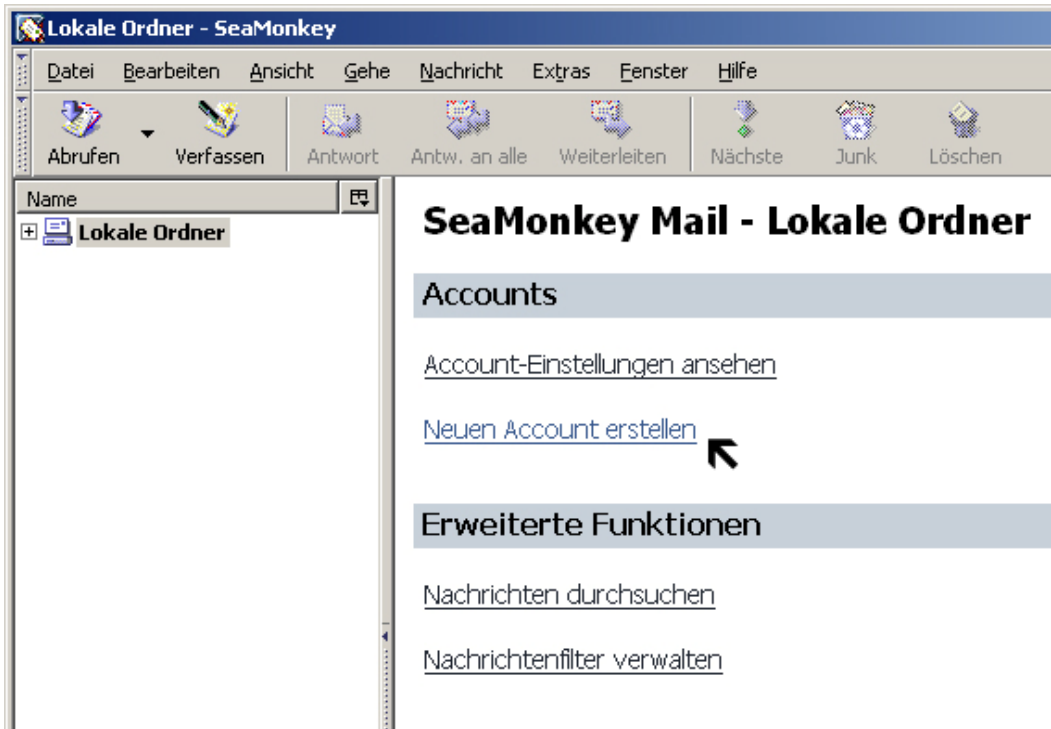 Lokale Ordner - SeaMonkey
Datei Bearbeiten Ansicht Gehe Nachricht Extras Fenster Hilfe
Abrufen Verfassen Antwort Antw. an alle Weiterleiten Nächste Junk Löschen
Name
Lokale Ordner
SeaMonkey Mail - Lokale Ordner
Accounts
Account-Einstellungen ansehen
Neuen Account erstellen
Erweiterte Funktionen
Nachrichten durchsuchen
Nachrichtenfilter verwalten